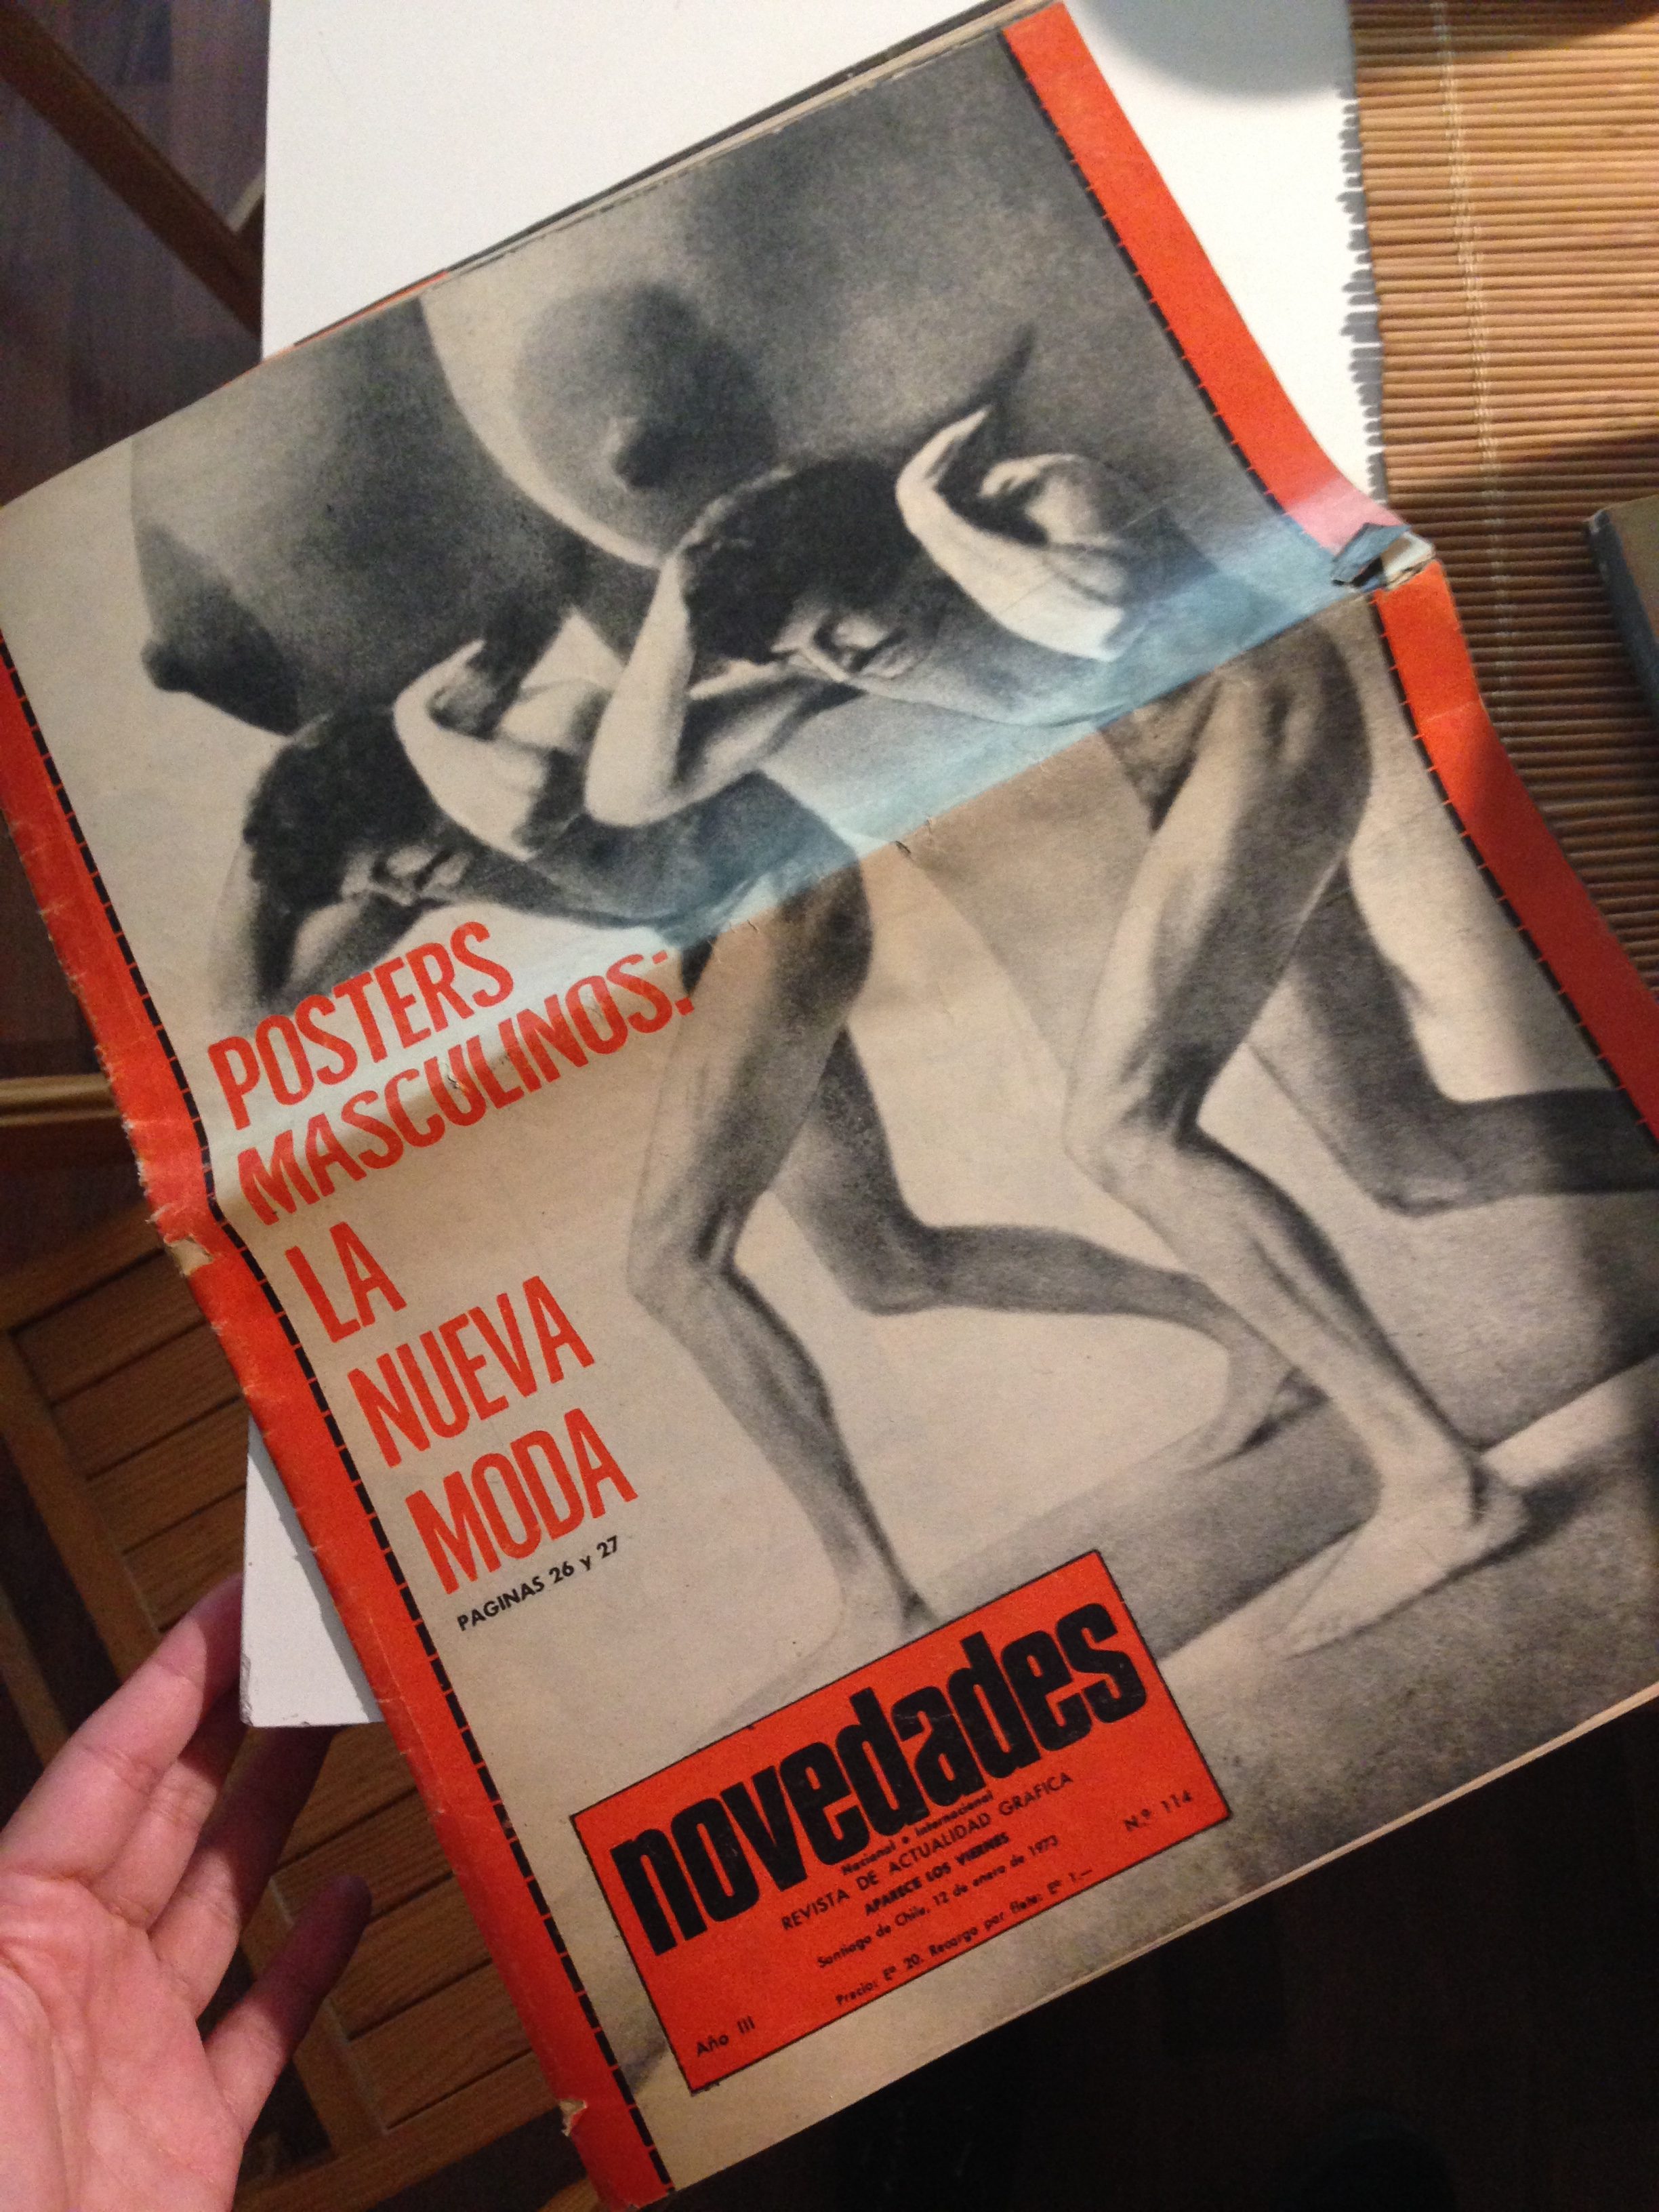 POSTERS
MASCULINOS:
LA
NUEVA
MODA
PAGINAS 26 y 27
novedades
Nacional e Internacional
REVISTA DE ACTUALIDAD GRAFICA
APARECE LOS VIERNES
Santiago de Chile, 12 de enero de 1973
Nº 114
Precio: Eº 20. Recargo por flete: Eº 1.—
Año III